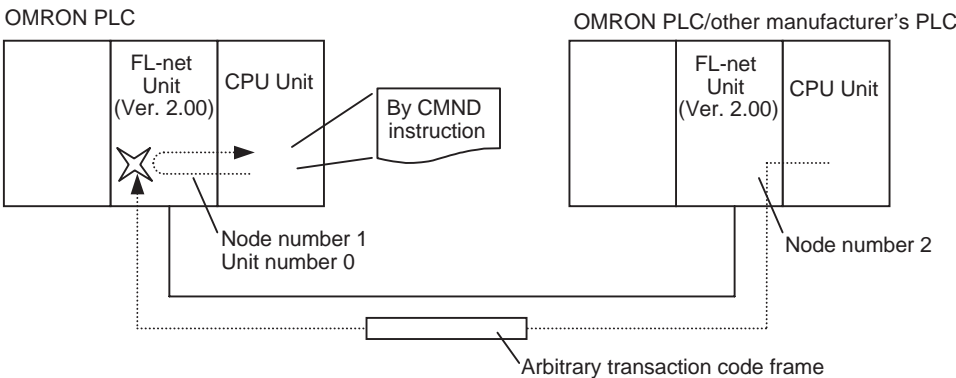 OMRON PLC
OMRON PLC/other manufacturer's PLC
FL-net
Unit
(Ver. 2.00)
CPU Unit
By CMND
instruction
FL-net
Unit
(Ver. 2.00)
CPU Unit
Node number 1
Unit number 0
Node number 2
Arbitrary transaction code frame